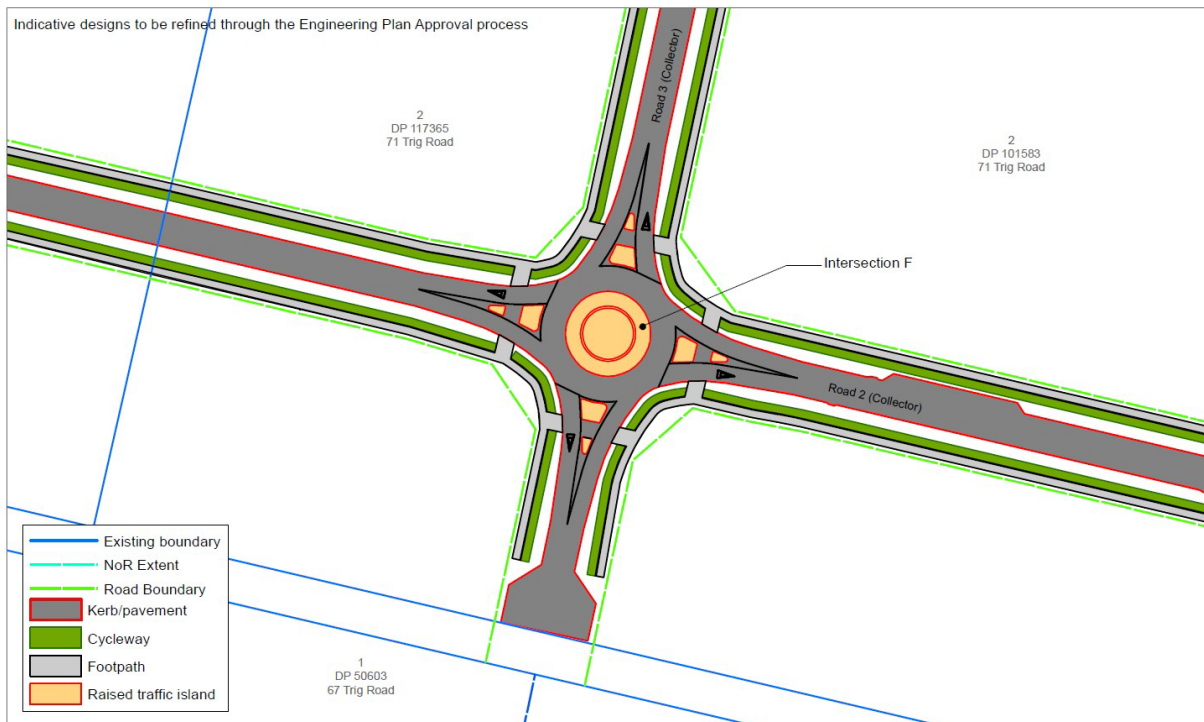 Indicative designs to be refined through the Engineering Plan Approval process
Road 3 (Collector)
2
DP 117365
71 Trig Road
2
DP 101583
71 Trig Road
Intersection F
Road 2 (Collector)
Existing boundary
NoR Extent
Road Boundary
Kerb/pavement
Cycleway
Footpath
Raised traffic island
1
DP 50603
67 Trig Road